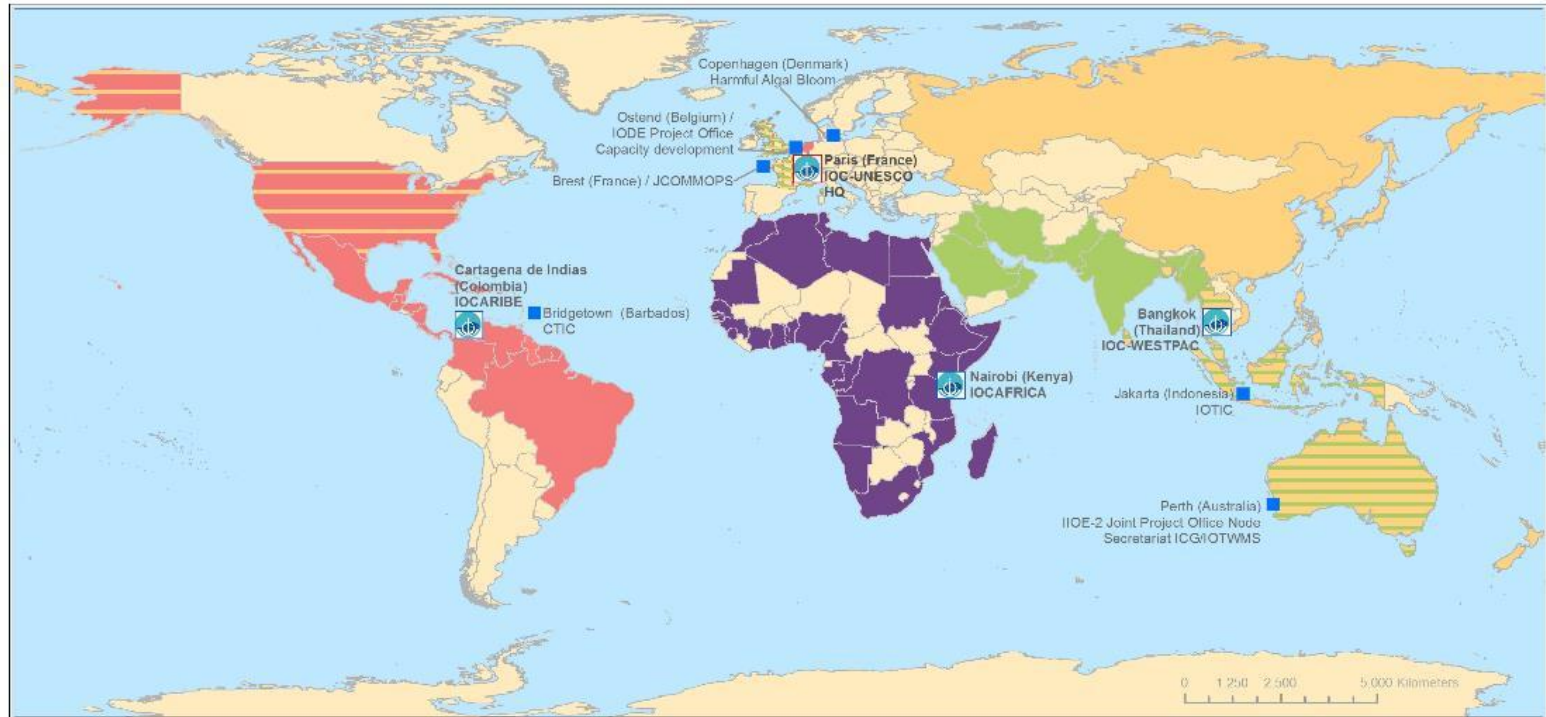 Copenhagen (Denmark)
Harmful Algal Bloom
Ostend (Belgium) /
IODE Project Office
Capacity development
Brest (France) / JCOMMOPS
Paris (France)
IOC-UNESCO
HQ
Cartagena de Indias
(Colombia)
IOCARIBE
Bridgetown (Barbados)
CTIC
Bangkok
(Thailand)
IOC-WESTPAC
Nairobi (Kenya)
IOCAFRICA
Jakarta (Indonesia)
IOTIC
Perth (Australia)
IIOE-2 Joint Project Office Node
Secretariat ICG/IOTWMS
0 1 250 2,500 5,000 Kilometers